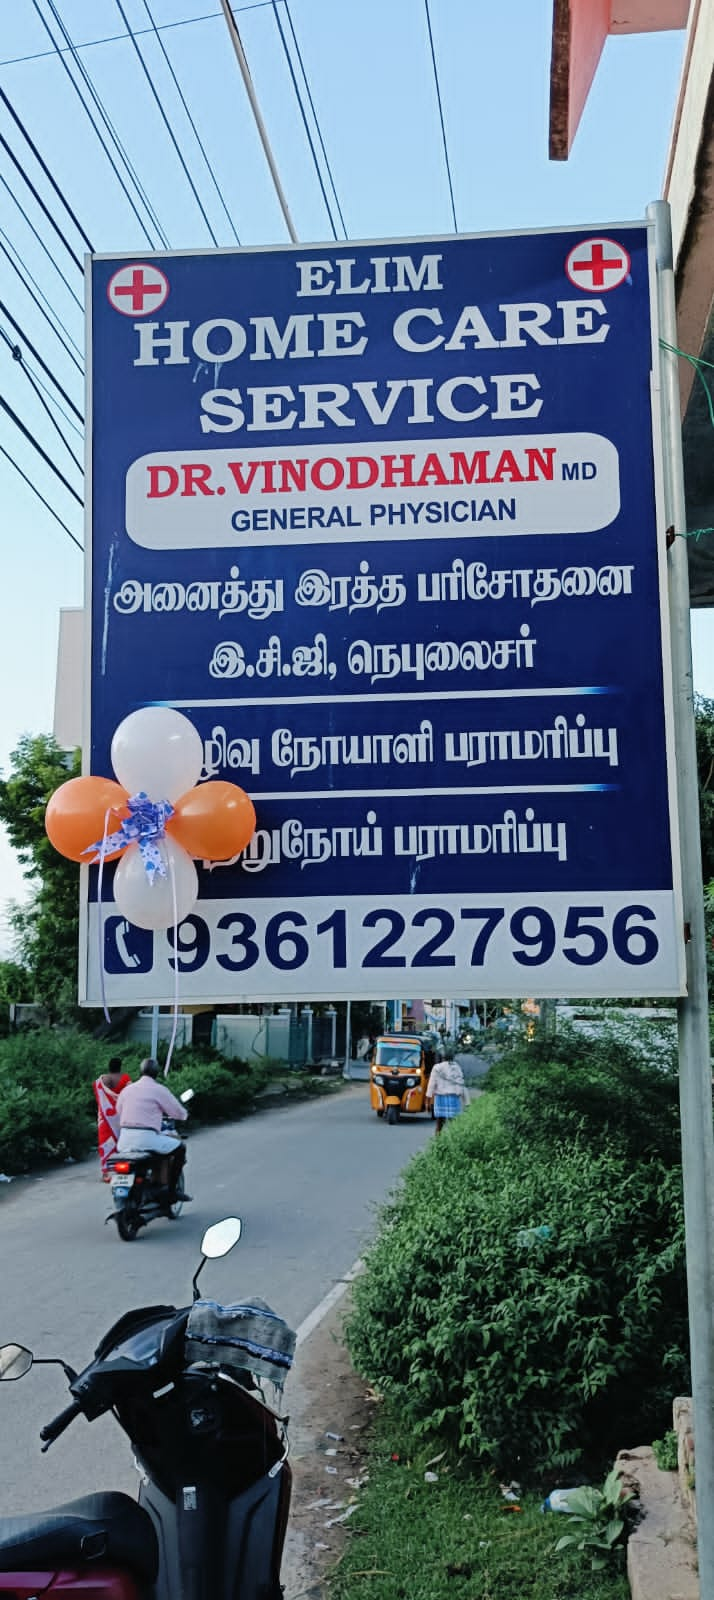 ELIM
HOME CARE
SERVICE
DR.VINODHAMAN MD
GENERAL PHYSICIAN
அனைத்து இரத்த பரிசோதனை
இ.சி.ஜி, நெபுலைசர்
நோயாளி பராமரிப்பு
பராமரிப்பு
9361227956